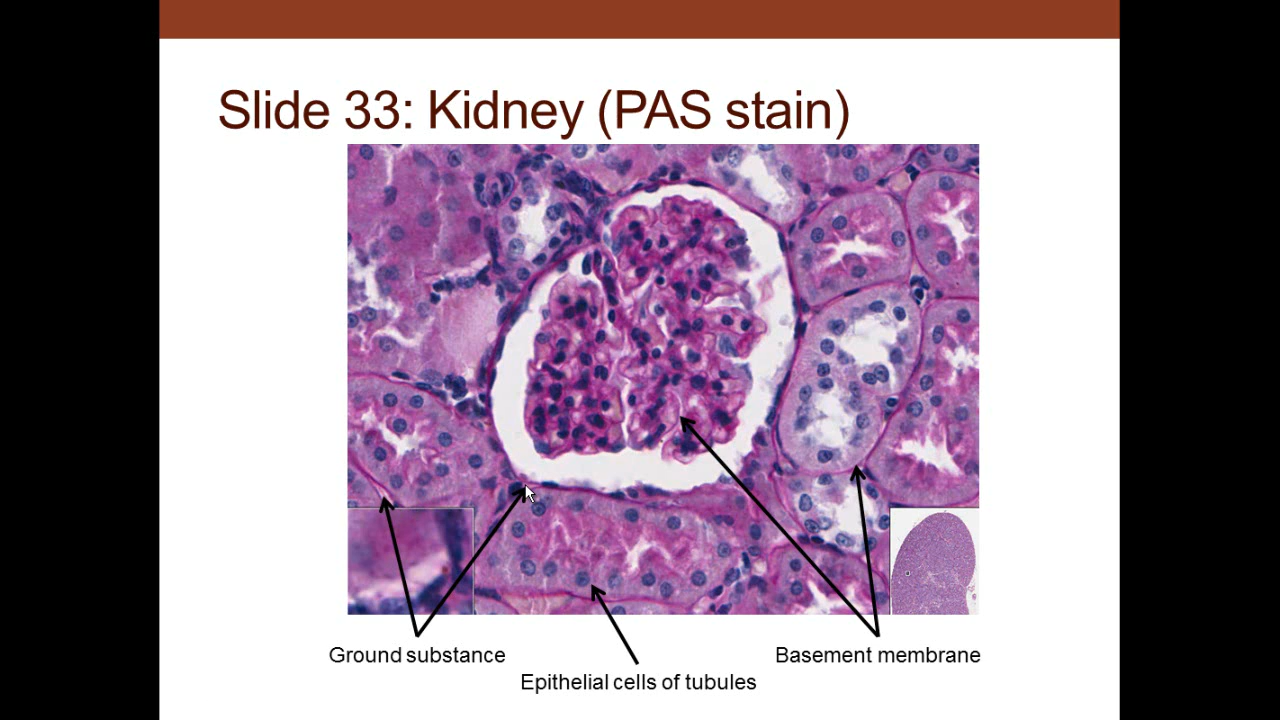 Slide 33: Kidney (PAS stain)
Ground substance
Epithelial cells of tubules
Basement membrane